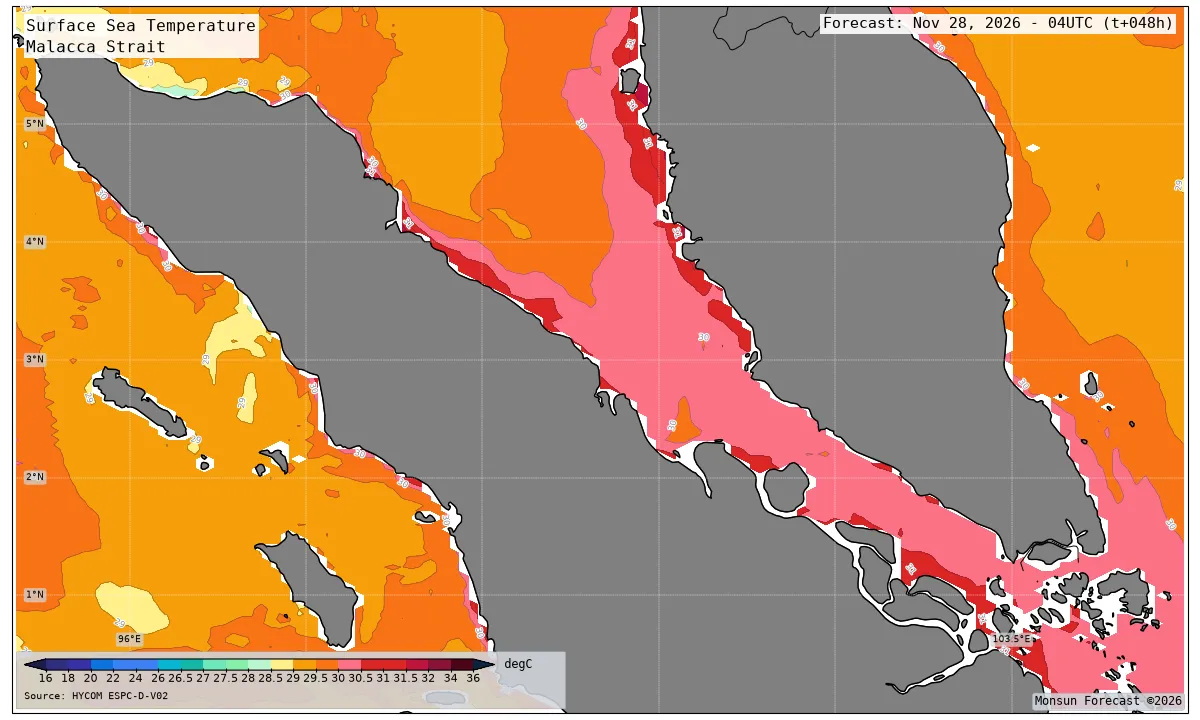 Surface Sea Temperature
Malacca Strait
Forecast: Nov 28, 2026 - 04UTC (t+048h)
5°N
4°N
3°N
2°N
1°N
96°E
103.5°E
degC
16 18 20 22 24 26 26.5 27 27.5 28 28.5 29 29.5 30 30.5 31 31.5 32 34 36
Source: HYCOM ESPC-D-V02
Monsun Forecast ©2026